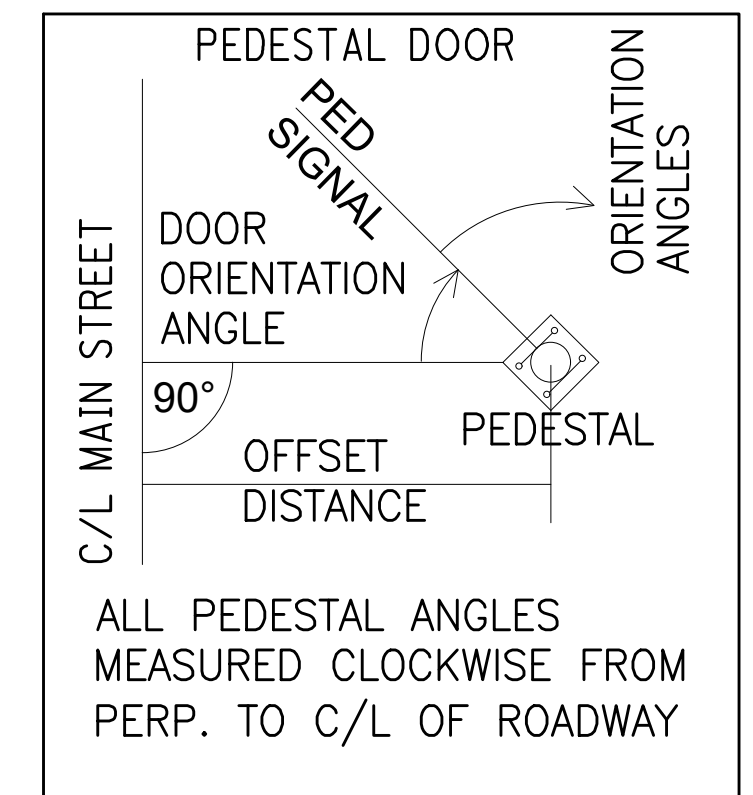 PEDESTAL DOOR
PED
SIGNAL
ORIENTATION
ANGLES
DOOR
ORIENTATION
ANGLE
C/L MAIN STREET
90°
PEDESTAL
OFFSET
DISTANCE
ALL PEDESTAL ANGLES
MEASURED CLOCKWISE FROM
PERP. TO C/L OF ROADWAY